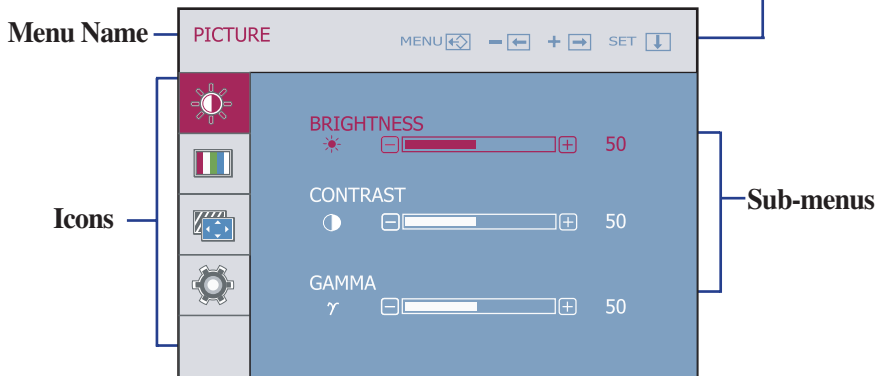 Menu Name
PICTURE
MENU - + SET
BRIGHTNESS
50
CONTRAST
50
GAMMA
γ
50
Icons
Sub-menus